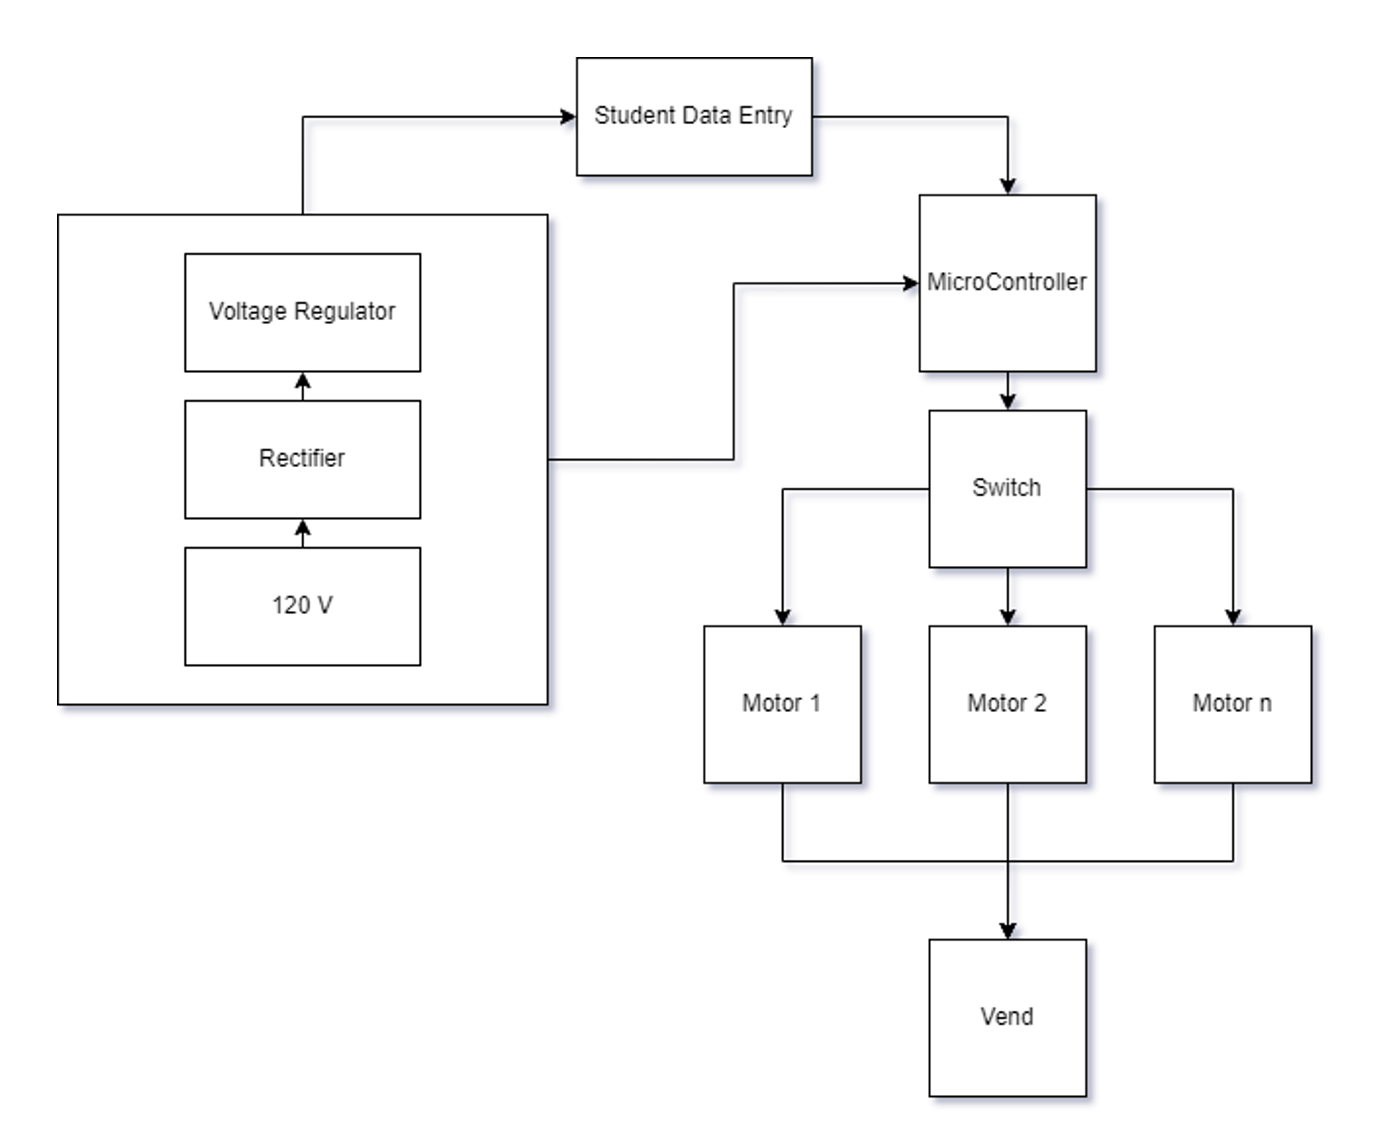 Student Data Entry
MicroController
Voltage Regulator
Rectifier
120 V
Switch
Motor 1
Motor 2
Motor n
Vend